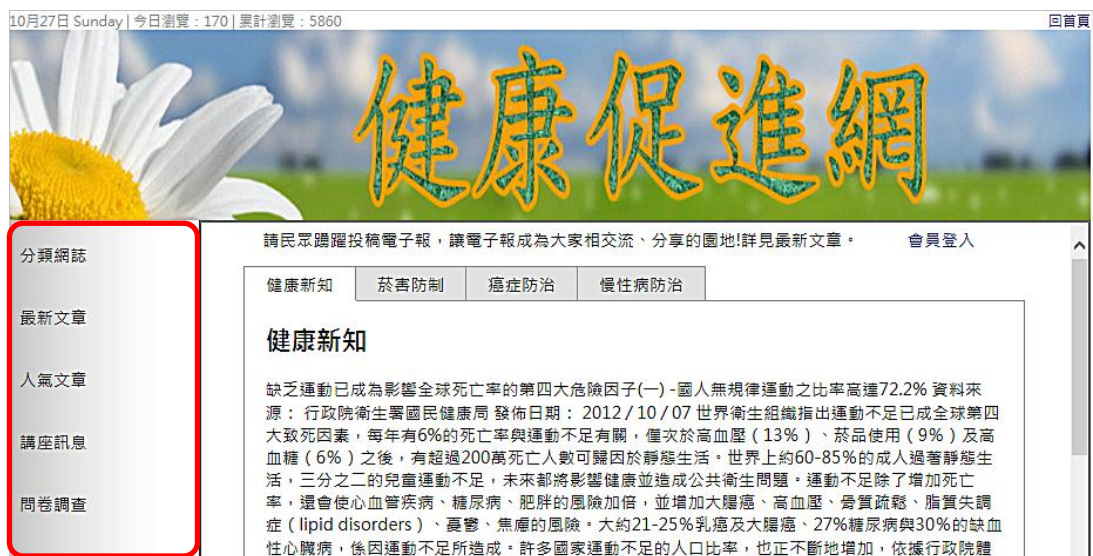 10月27日 Sunday | 今日瀏覽：170 | 累計瀏覽：5860 回首頁
健康促進網
分類網誌
最新文章
人氣文章
講座訊息
問卷調查
請民眾踴躍投稿電子報，讓電子報成為大家相交流、分享的園地!詳見最新文章。 會員登入
健康新知 菸害防制 癌症防治 慢性病防治
健康新知
缺乏運動已成為影響全球死亡率的第四大危險因子(一) -國人無規律運動之比率高達72.2% 資料來
源： 行政院衛生署國民健康局 發佈日期： 2012 / 10 / 07 世界衛生組織指出運動不足已成全球第四
大致死因素，每年有6%的死亡率與運動不足有關，僅次於高血壓（13%）、菸品使用（9%）及高
血糖（6%）之後，有超過200萬死亡人數可歸因於靜態生活。世界上約60-85%的成人過著靜態生
活，三分之二的兒童運動不足，未來都將影響健康並造成公共衛生問題。運動不足除了增加死亡
率，還會使心血管疾病、糖尿病、肥胖的風險加倍，並增加大腸癌、高血壓、骨質疏鬆、脂質失調
症（lipid disorders）、憂鬱、焦慮的風險。大約21-25%乳癌及大腸癌、27%糖尿病與30%的缺血
性心臟病，係因運動不足所造成。許多國家運動不足的人口比率，也正不斷地增加，依據行政院體